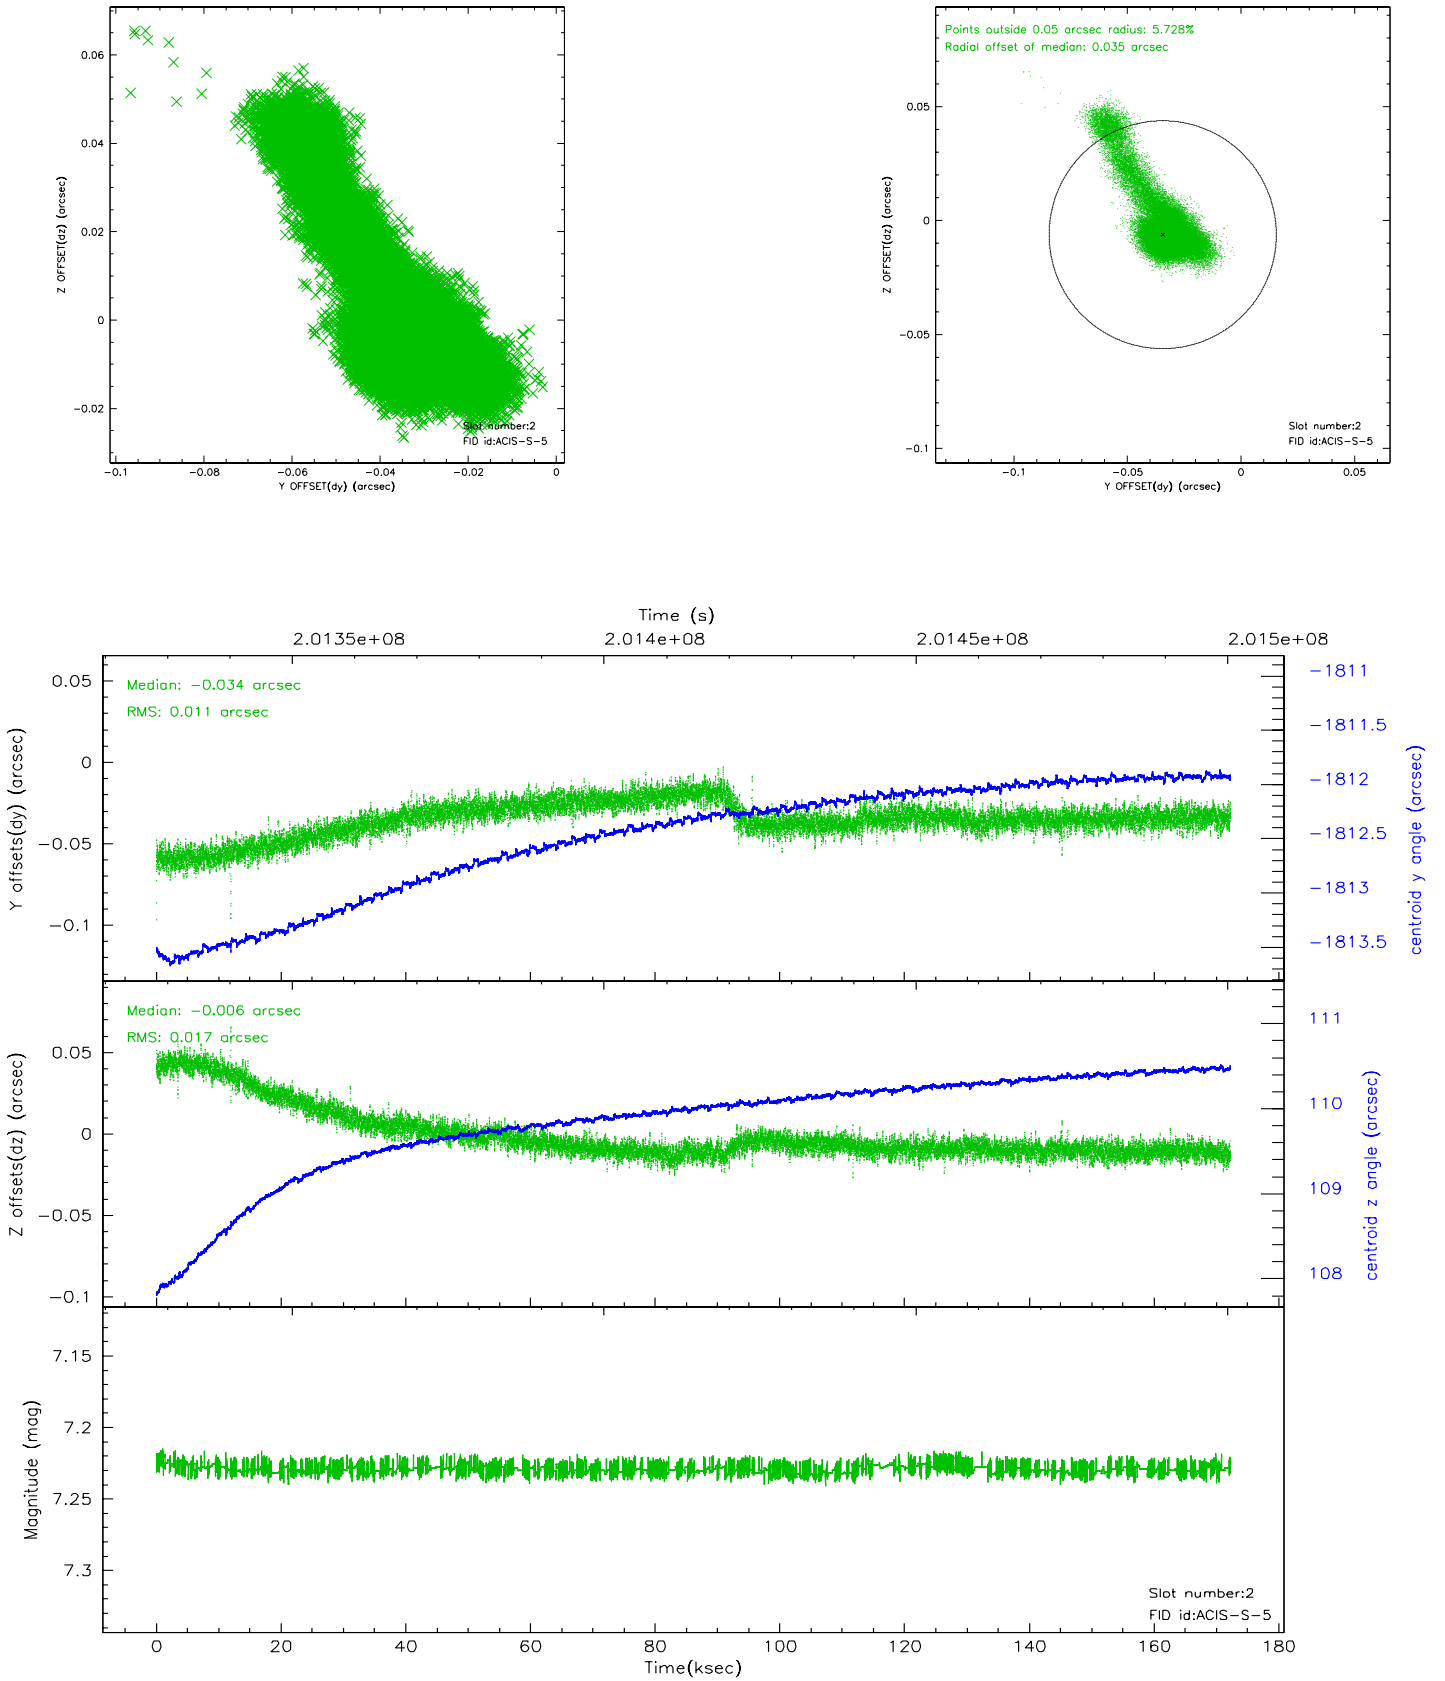 0.06
0.04
0.02
0
−0.02
Z OFFSET(dz) (arcsec)
−0.1
−0.08
−0.06
−0.04
−0.02
0
Y OFFSET(dy) (arcsec)
Slot number:2
FID id:ACIS−S−5
Points outside 0.05 arcsec radius: 5.728%
Radial offset of median: 0.035 arcsec
0.05
0
−0.05
−0.1
Z OFFSET(dz) (arcsec)
−0.1
−0.05
0
0.05
Y OFFSET(dy) (arcsec)
Slot number:2
FID id:ACIS−S−5
Time (s)
2.0135e+08
2.014e+08
2.0145e+08
2.015e+08
Median: −0.034 arcsec
RMS: 0.011 arcsec
0.05
0
−0.05
−0.1
Y offsets(dy) (arcsec)
−1811
−1811.5
−1812
−1812.5
−1813
−1813.5
centroid y angle (arcsec)
Median: −0.006 arcsec
RMS: 0.017 arcsec
0.05
0
−0.05
−0.1
Z offsets(dz) (arcsec)
111
110
109
108
centroid z angle (arcsec)
7.15
7.2
7.25
7.3
Magnitude (mag)
Slot number:2
FID id:ACIS−S−5
0
20
40
60
80
100
120
140
160
180
Time(ksec)